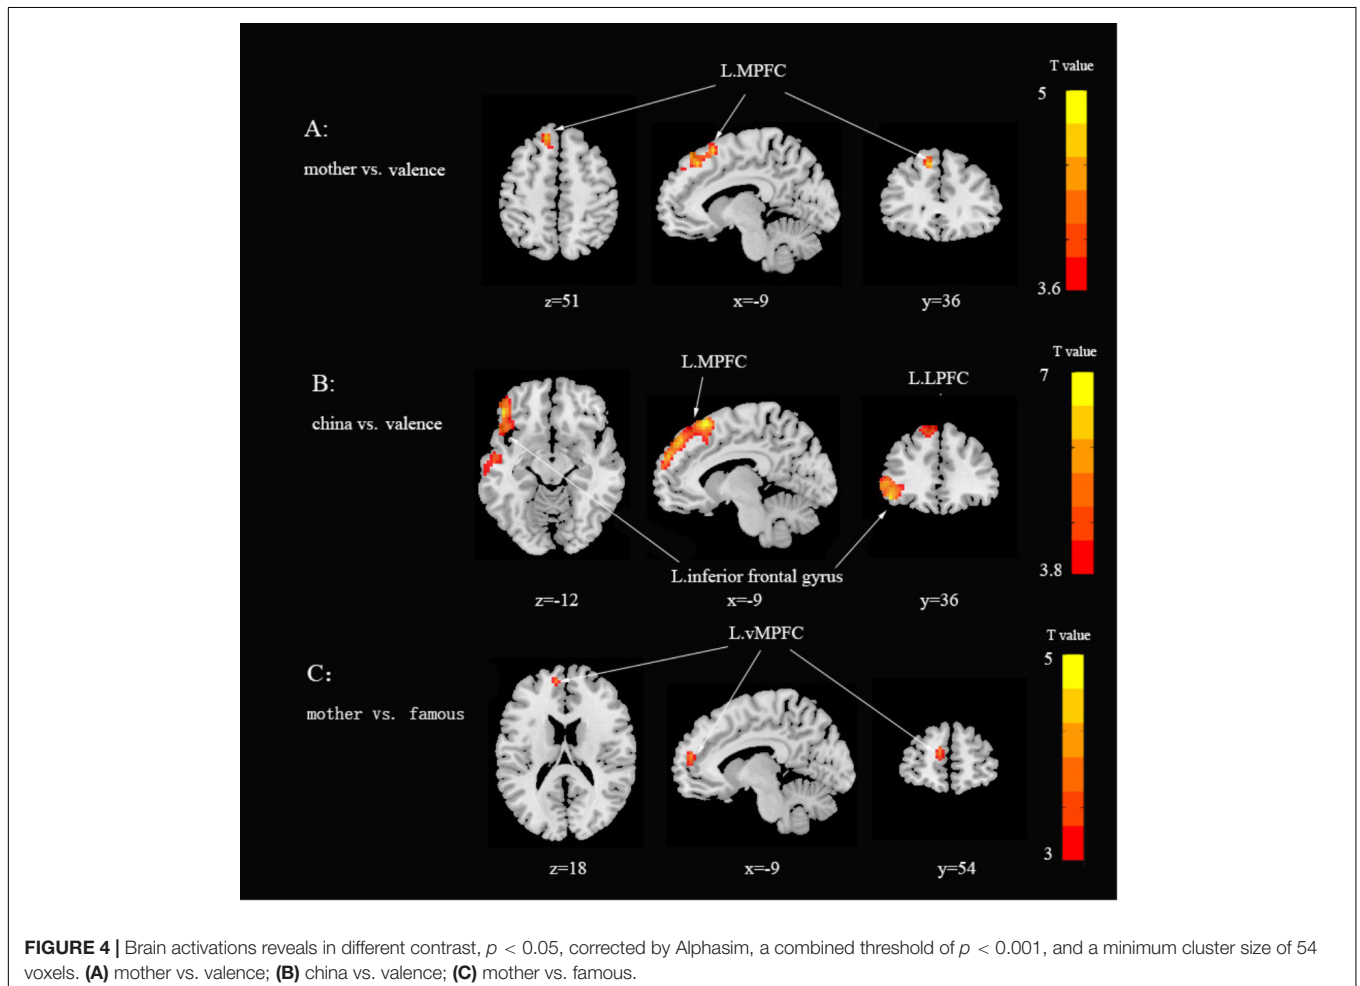 L.MPFC
T value
5
A:
mother vs. valence
3.6
z=51
x=-9
y=36
L.MPFC
T value
L.LPFC
7
B:
china vs. valence
3.8
L.inferior frontal gyrus
z=-12
x=-9
y=36
L.vMPFC
T value
5
C:
mother vs. famous
3
z=18
x=-9
y=54
FIGURE 4 | Brain activations reveals in different contrast, p < 0.05, corrected by Alphasim, a combined threshold of p < 0.001, and a minimum cluster size of 54
voxels. (A) mother vs. valence; (B) china vs. valence; (C) mother vs. famous.